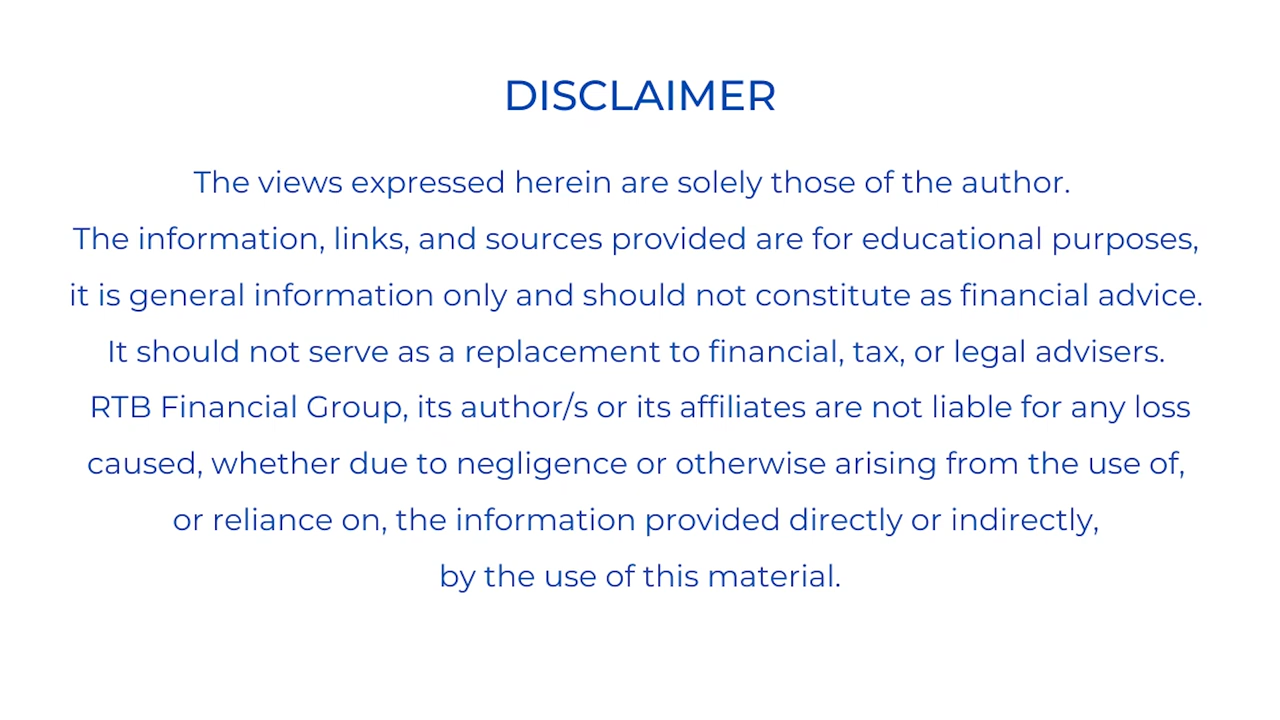 DISCLAIMER
The views expressed herein are solely those of the author.
The information, links, and sources provided are for educational purposes,
it is general information only and should not constitute as financial advice.
It should not serve as a replacement to financial, tax, or legal advisers.
RTB Financial Group, its author/s or its affiliates are not liable for any loss
caused, whether due to negligence or otherwise arising from the use of,
or reliance on, the information provided directly or indirectly,
by the use of this material.